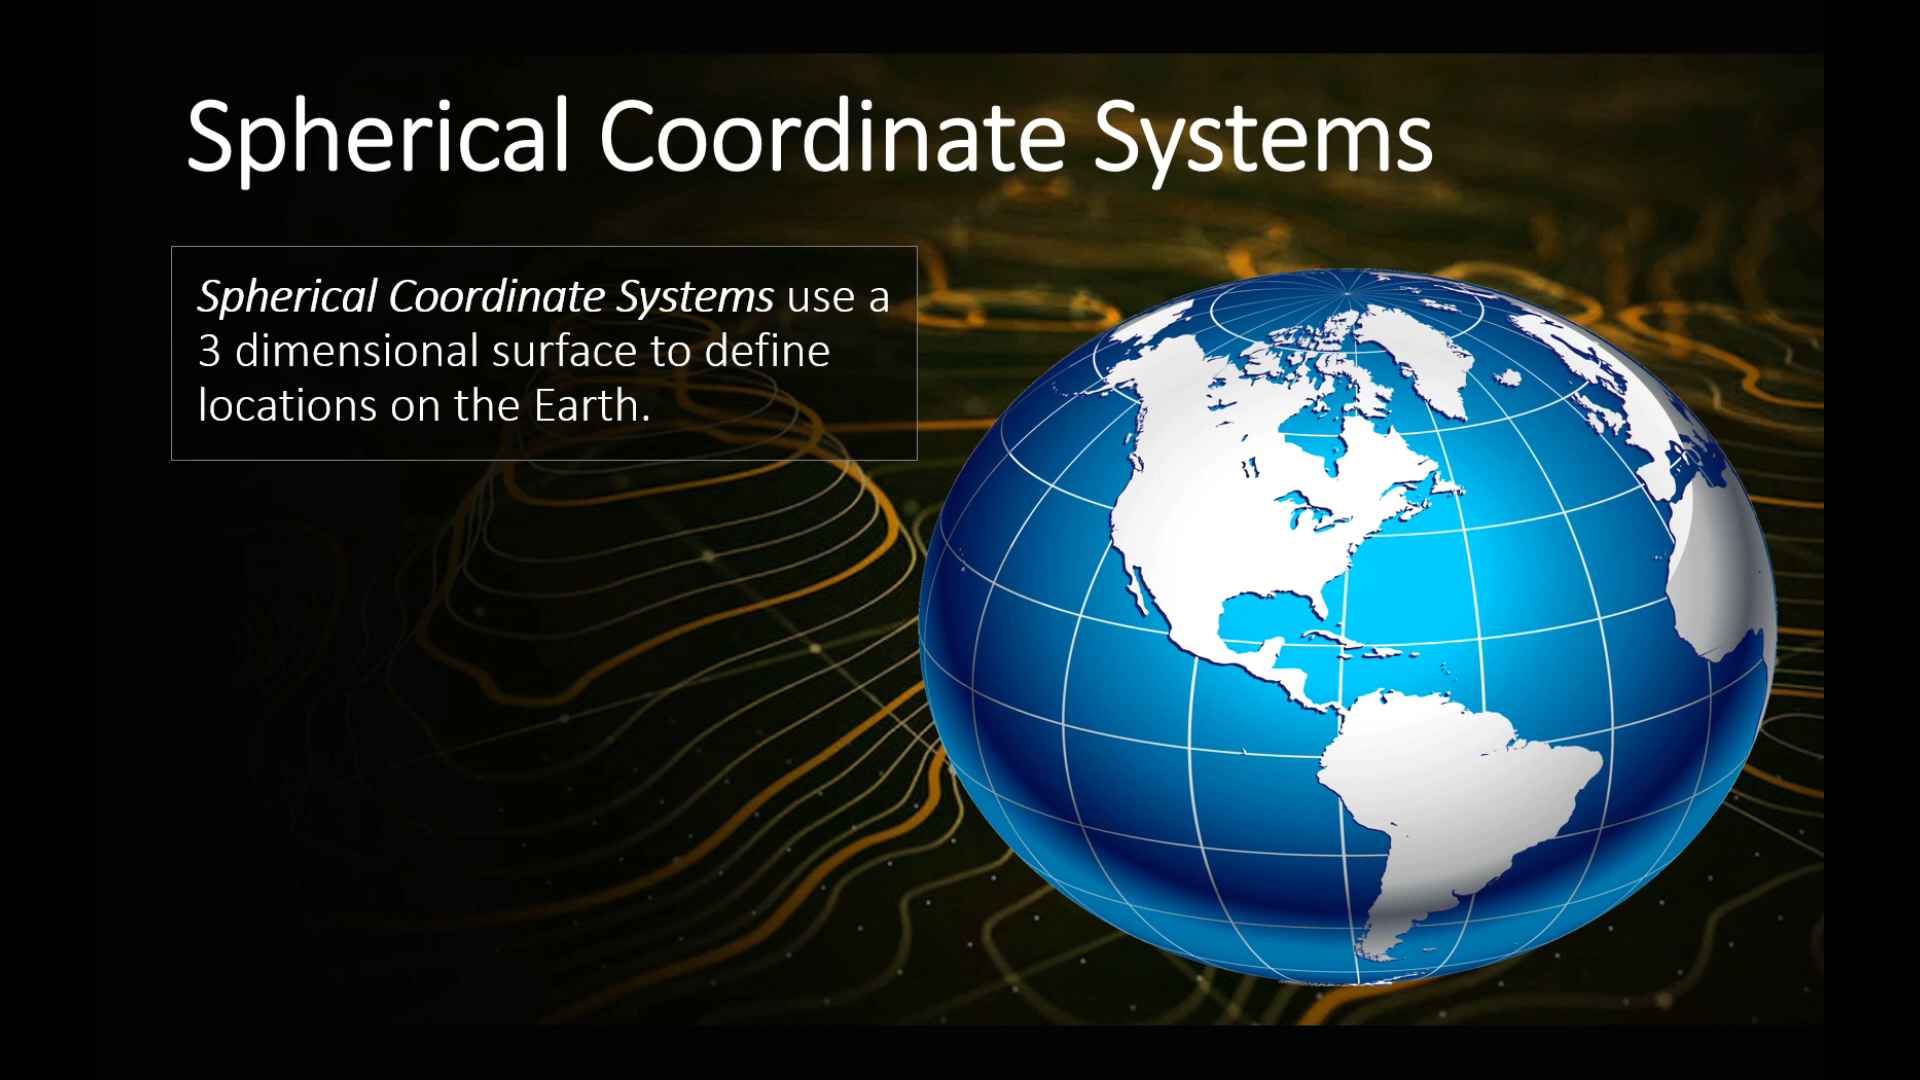 Spherical Coordinate Systems
Spherical Coordinate Systems use a
3 dimensional surface to define
locations on the Earth.